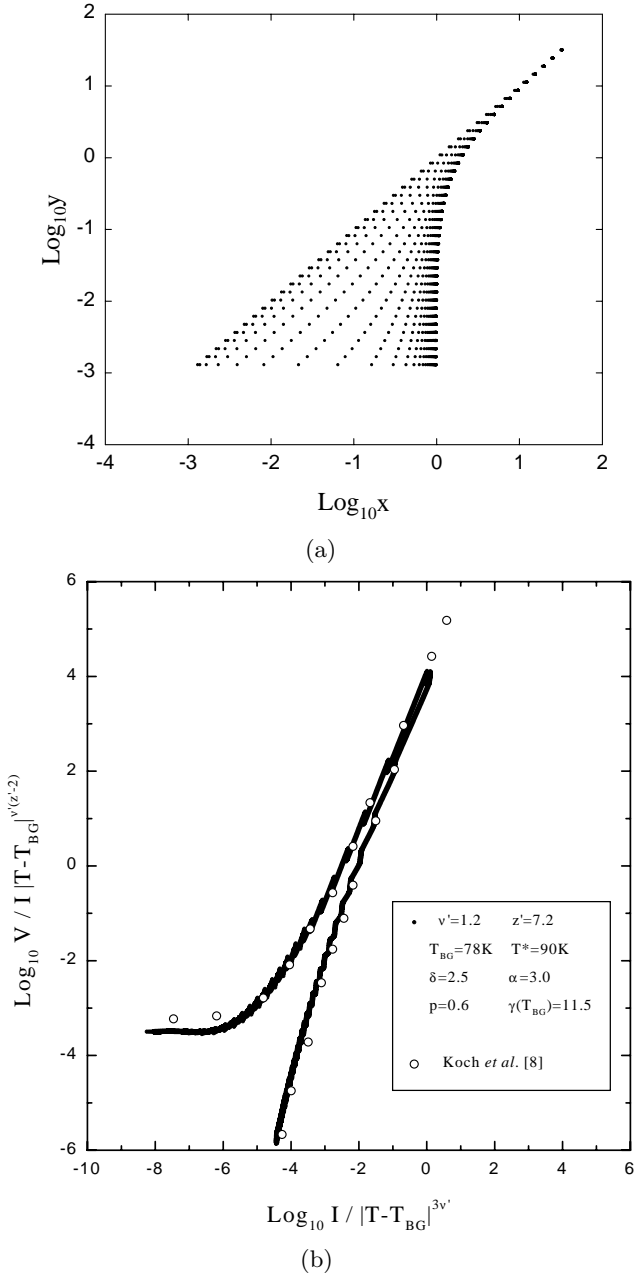 2
1
0
-1
-2
-3
-4
Log10y
-4 -3 -2 -1 0 1 2
Log10x
(a)
6
4
2
0
-2
-4
-6
Log10 V / I |T-TBG|^ν'(z'-2)
ν'=1.2 z'=7.2
TBG=78K T*=90K
δ=2.5 α=3.0
p=0.6 γ(TBG)=11.5
Koch et al. [8]
-10 -8 -6 -4 -2 0 2 4 6
Log10 I / |T-TBG|^3ν'
(b)